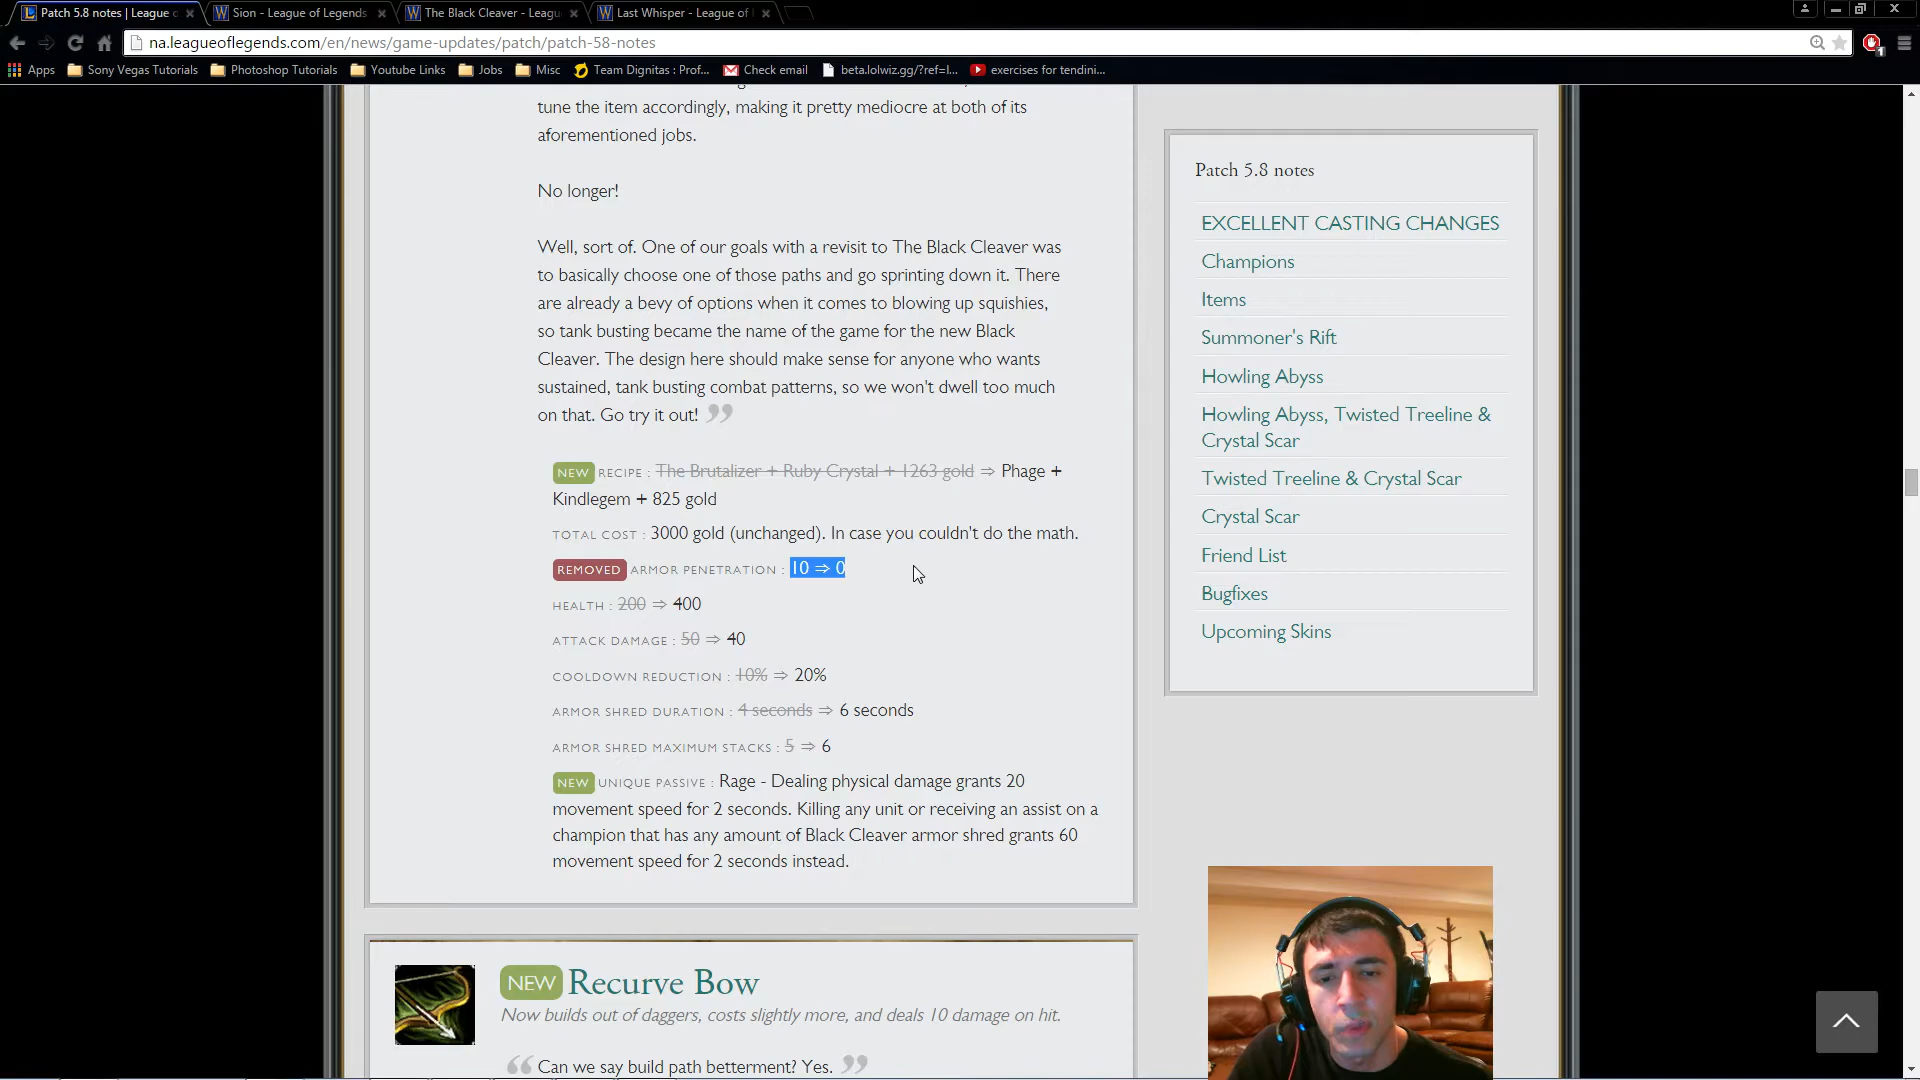 Patch 5.8 notes | League o
Sion - League of Legends
The Black Cleaver - Leagu
Last Whisper - League of
na.leagueoflegends.com/en/news/game-updates/patch/patch-58-notes
Apps
Sony Vegas Tutorials
Photoshop Tutorials
Youtube Links
Jobs
Misc
Team Dignitas : Prof...
Check email
beta.lolwiz.gg/?ref=l...
exercises for tendini...
tune the item accordingly, making it pretty mediocre at both of its
aforementioned jobs.
No longer!
Well, sort of. One of our goals with a revisit to The Black Cleaver was
to basically choose one of those paths and go sprinting down it. There
are already a bevy of options when it comes to blowing up squishies,
so tank busting became the name of the game for the new Black
Cleaver. The design here should make sense for anyone who wants
sustained, tank busting combat patterns, so we won't dwell too much
on that. Go try it out! ”
NEW RECIPE : The Brutalizer + Ruby Crystal + 1263 gold ⇒ Phage +
Kindlegem + 825 gold
TOTAL COST : 3000 gold (unchanged). In case you couldn't do the math.
REMOVED ARMOR PENETRATION : 10 ⇒ 0
HEALTH : 200 ⇒ 400
ATTACK DAMAGE : 50 ⇒ 40
COOLDOWN REDUCTION : 10% ⇒ 20%
ARMOR SHRED DURATION : 4 seconds ⇒ 6 seconds
ARMOR SHRED MAXIMUM STACKS : 5 ⇒ 6
NEW UNIQUE PASSIVE : Rage - Dealing physical damage grants 20
movement speed for 2 seconds. Killing any unit or receiving an assist on a
champion that has any amount of Black Cleaver armor shred grants 60
movement speed for 2 seconds instead.
NEW Recurve Bow
Now builds out of daggers, costs slightly more, and deals 10 damage on hit.
“ Can we say build path betterment? Yes. ”
Patch 5.8 notes
EXCELLENT CASTING CHANGES
Champions
Items
Summoner's Rift
Howling Abyss
Howling Abyss, Twisted Treeline &
Crystal Scar
Twisted Treeline & Crystal Scar
Crystal Scar
Friend List
Bugfixes
Upcoming Skins